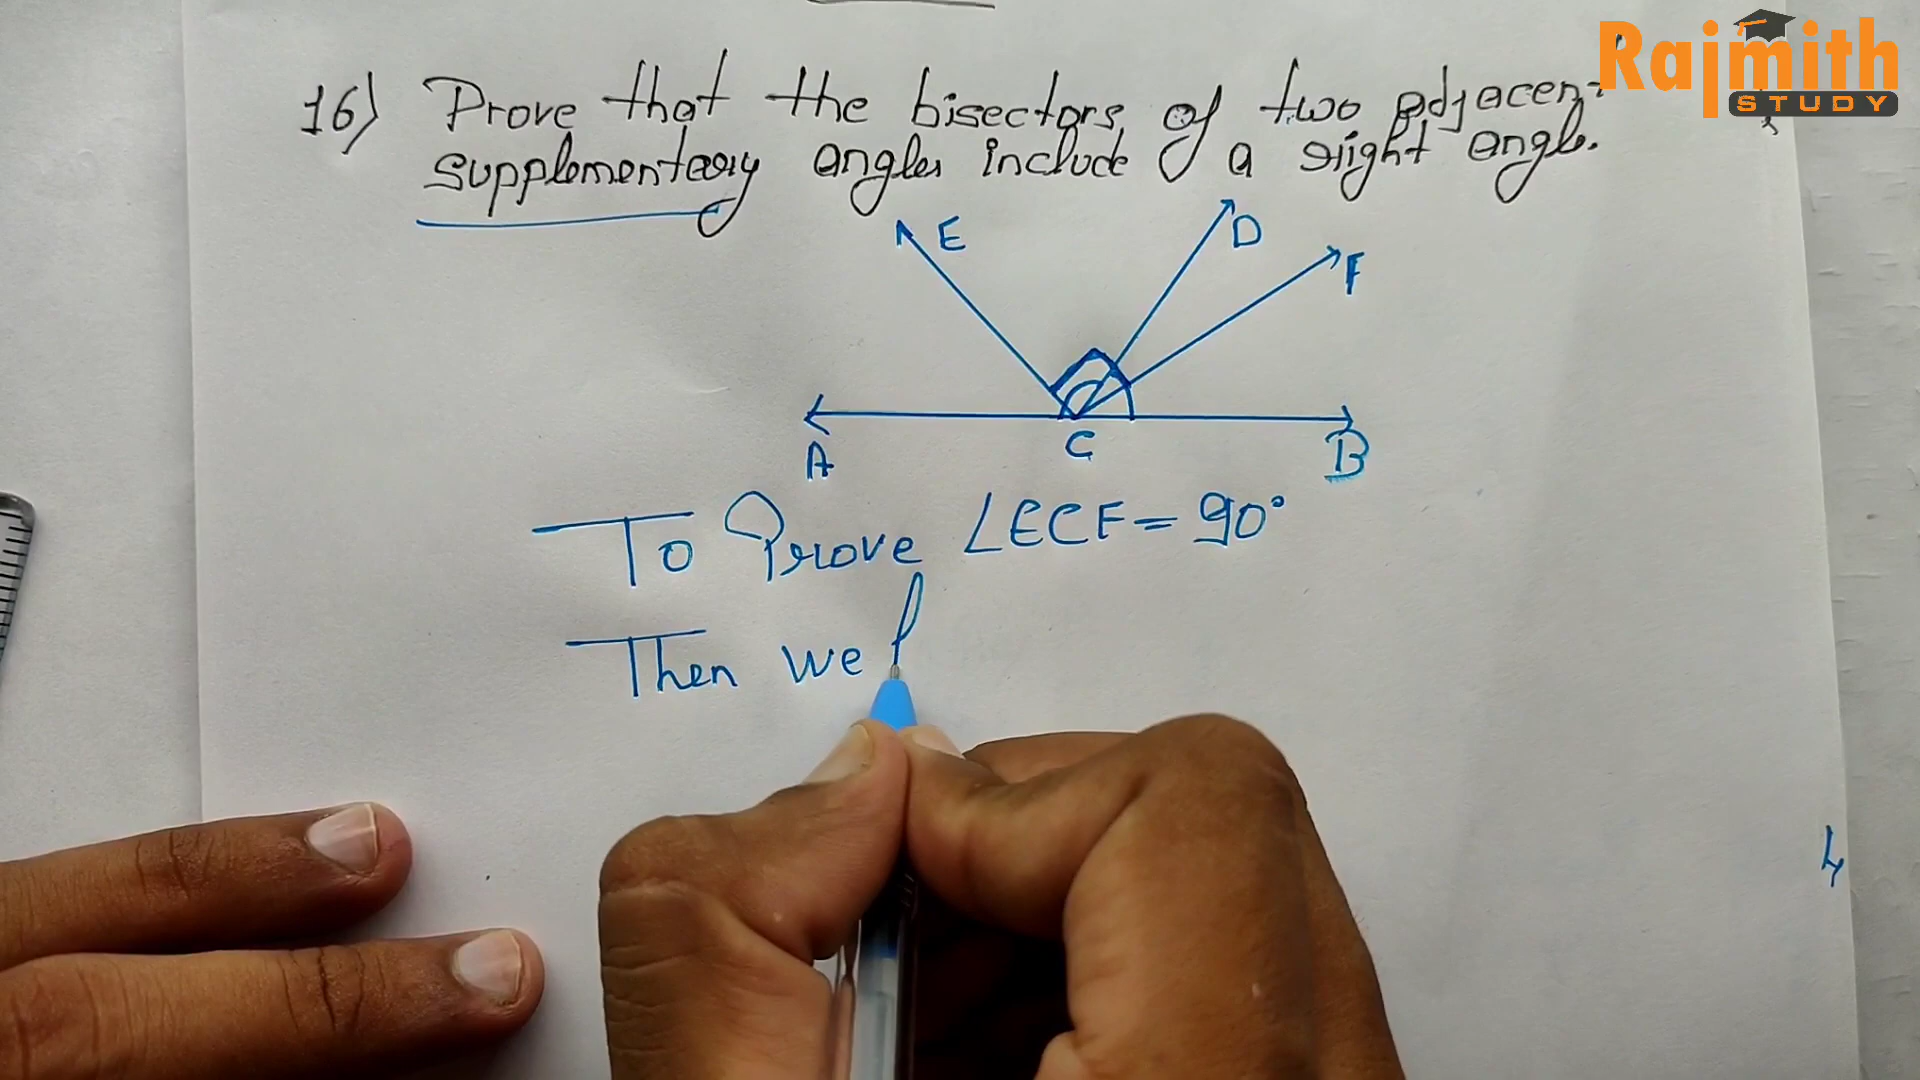 Rajmith
STUDY
16) Prove that the bisectors of two adjacent
supplementary angles include a right angle.
E
D
F
A
C
B
To Prove ∠ECF = 90°
Then we